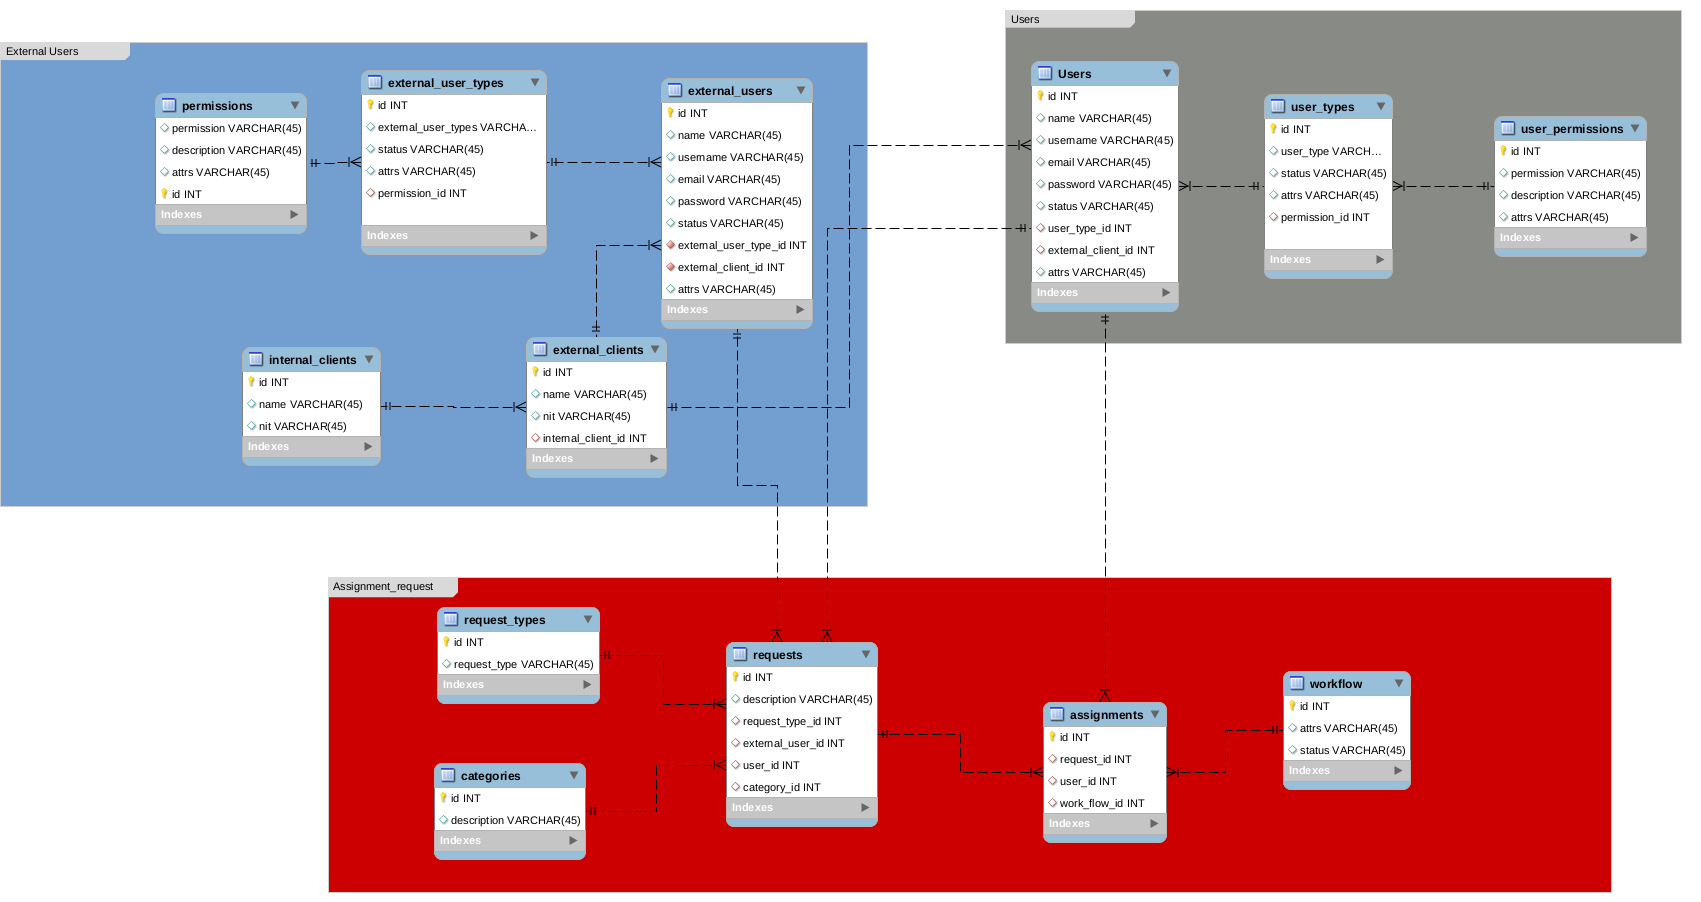 External Users
permissions
permission VARCHAR(45)
description VARCHAR(45)
attrs VARCHAR(45)
id INT
Indexes
external_user_types
id INT
external_user_types VARCHA...
status VARCHAR(45)
attrs VARCHAR(45)
permission_id INT
Indexes
external_users
id INT
name VARCHAR(45)
username VARCHAR(45)
email VARCHAR(45)
password VARCHAR(45)
status VARCHAR(45)
external_user_type_id INT
external_client_id INT
attrs VARCHAR(45)
Indexes
internal_clients
id INT
name VARCHAR(45)
nit VARCHAR(45)
Indexes
external_clients
id INT
name VARCHAR(45)
nit VARCHAR(45)
internal_client_id INT
Indexes
Users
Users
id INT
name VARCHAR(45)
username VARCHAR(45)
email VARCHAR(45)
password VARCHAR(45)
status VARCHAR(45)
user_type_id INT
external_client_id INT
attrs VARCHAR(45)
Indexes
user_types
id INT
user_type VARCH...
status VARCHAR(45)
attrs VARCHAR(45)
permission_id INT
Indexes
user_permissions
id INT
permission VARCHAR(45)
description VARCHAR(45)
attrs VARCHAR(45)
Indexes
Assignment_request
request_types
id INT
request_type VARCHAR(45)
Indexes
categories
id INT
description VARCHAR(45)
Indexes
requests
id INT
description VARCHAR(45)
request_type_id INT
external_user_id INT
user_id INT
category_id INT
Indexes
assignments
id INT
request_id INT
user_id INT
work_flow_id INT
Indexes
workflow
id INT
attrs VARCHAR(45)
status VARCHAR(45)
Indexes